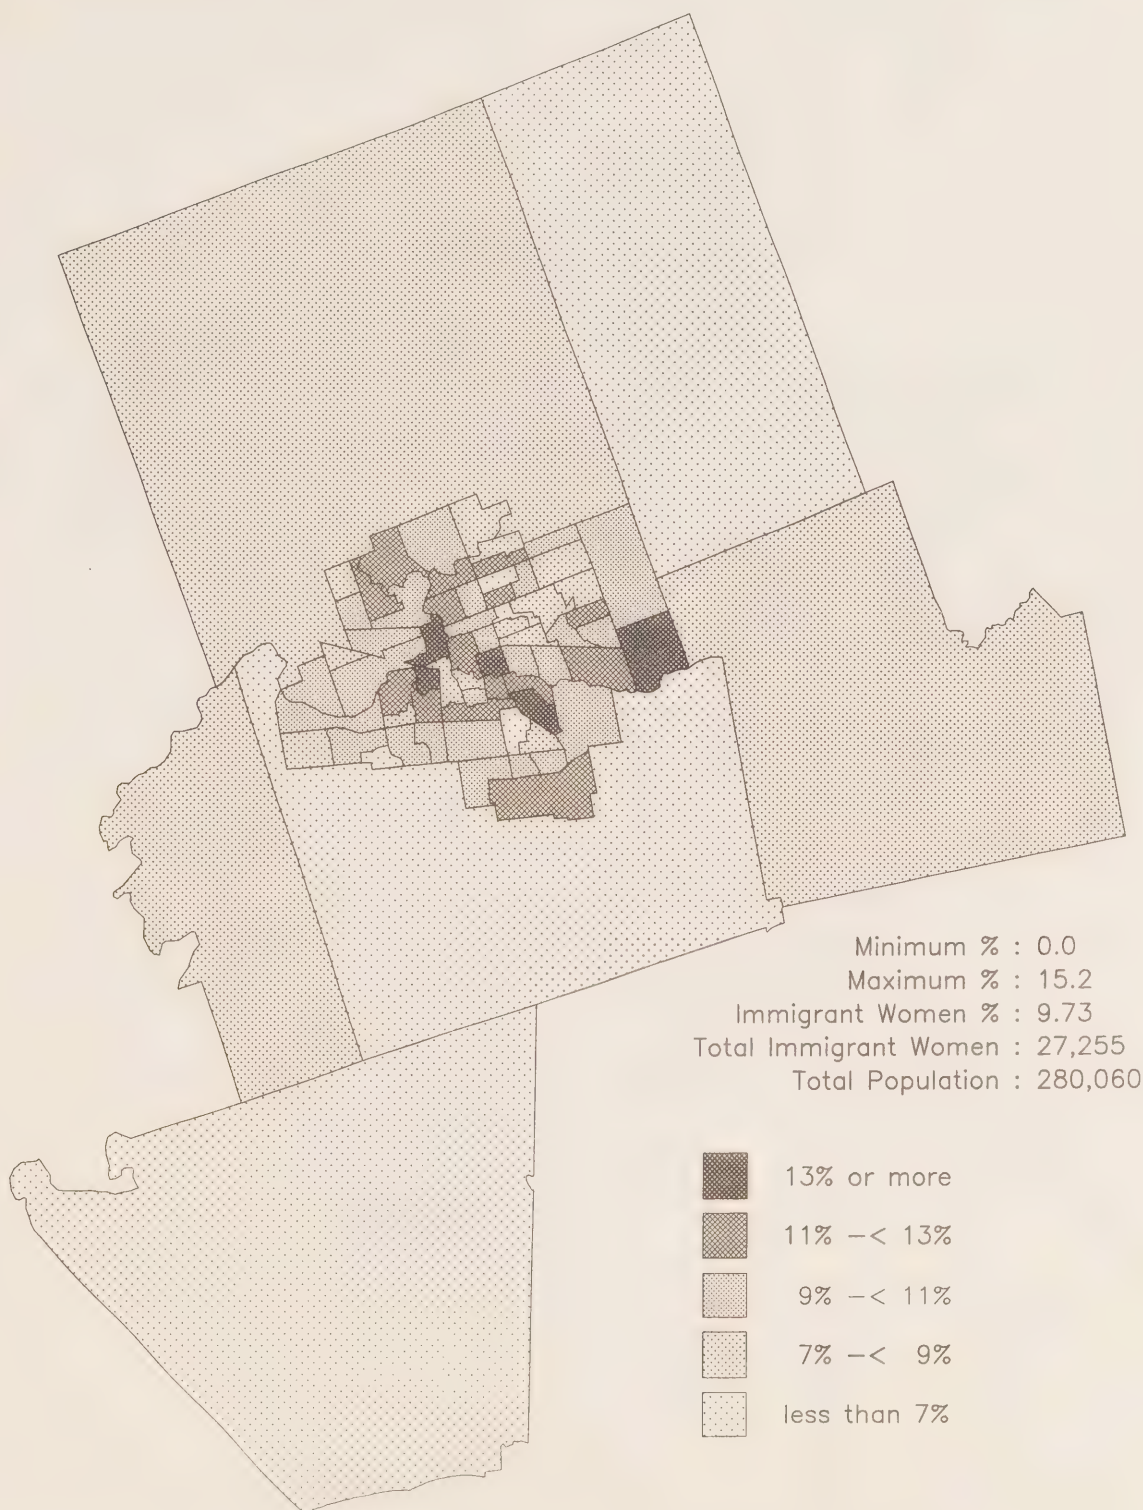 Minimum % : 0.0
Maximum % : 15.2
Immigrant Women % : 9.73
Total Immigrant Women : 27,255
Total Population : 280,060
13% or more
11% –< 13%
9% –< 11%
7% –< 9%
less than 7%